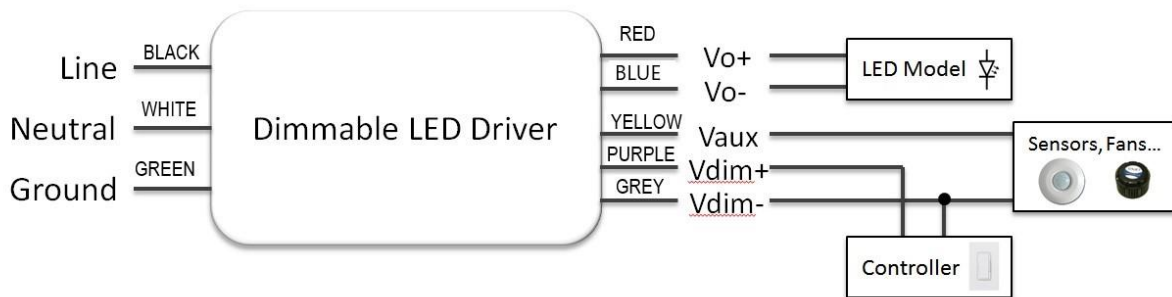 Line
BLACK
Neutral
WHITE
Ground
GREEN
Dimmable LED Driver
RED
Vo+
BLUE
Vo-
YELLOW
Vaux
PURPLE
Vdim+
GREY
Vdim-
LED Model
Sensors, Fans...
Controller